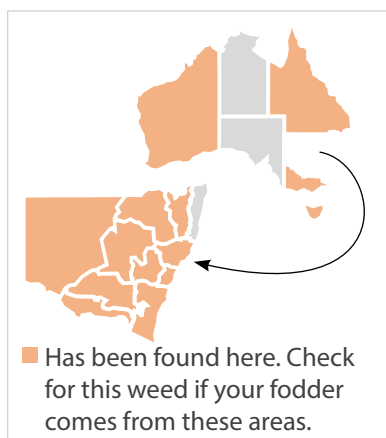 Has been found here. Check
for this weed if your fodder
comes from these areas.